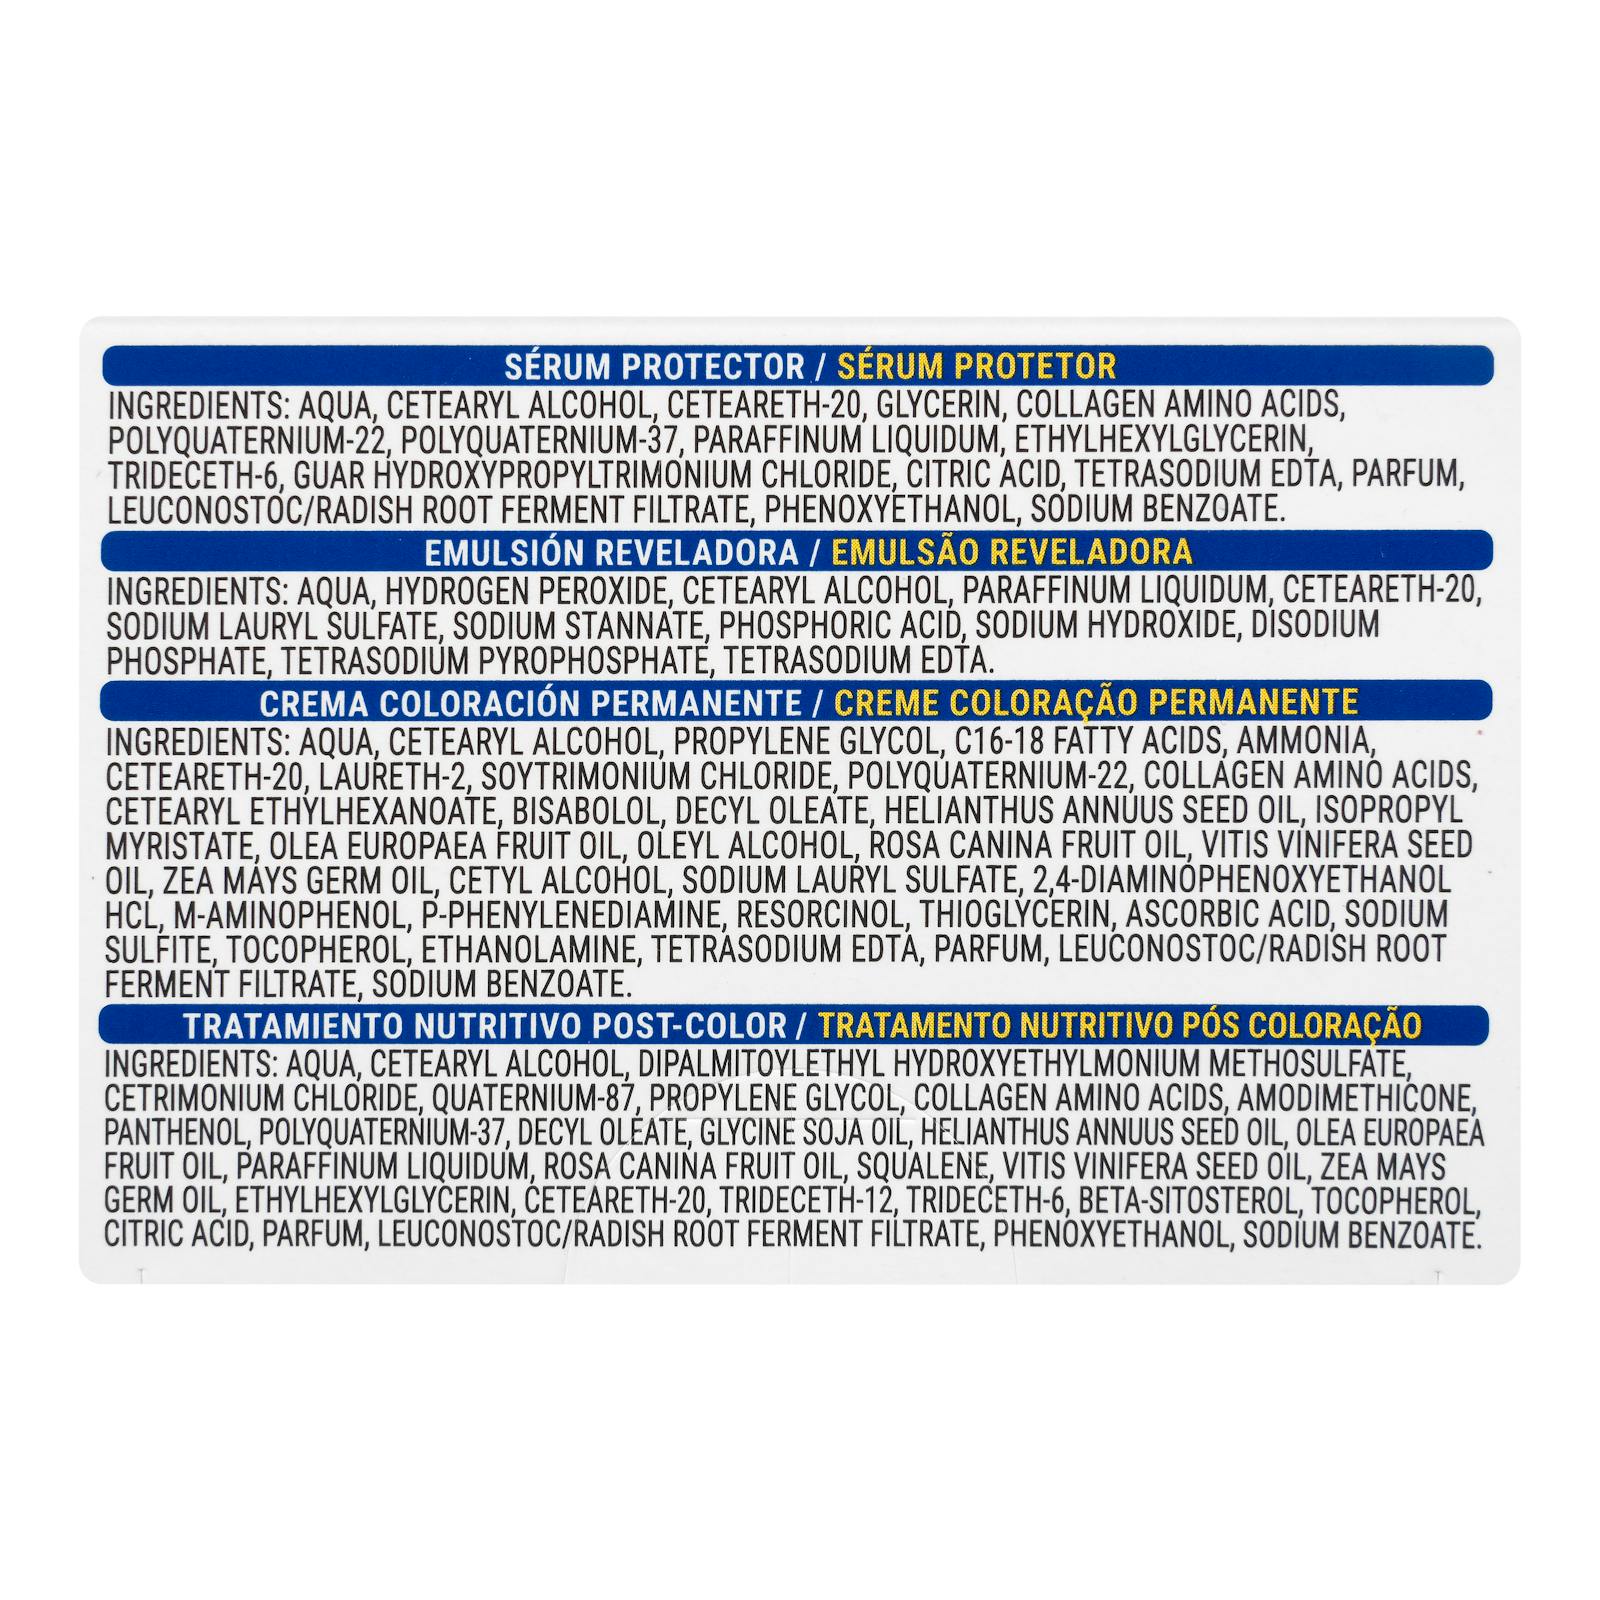 SÉRUM PROTECTOR / SÉRUM PROTETOR
INGREDIENTS: AQUA, CETEARYL ALCOHOL, CETEARETH-20, GLYCERIN, COLLAGEN AMINO ACIDS,
POLYQUATERNIUM-22, POLYQUATERNIUM-37, PARAFFINUM LIQUIDUM, ETHYLHEXYLGLYCERIN,
TRIDECETH-6, GUAR HYDROXYPROPYLTRIMONIUM CHLORIDE, CITRIC ACID, TETRASODIUM EDTA, PARFUM,
LEUCONOSTOC/RADISH ROOT FERMENT FILTRATE, PHENOXYETHANOL, SODIUM BENZOATE.
EMULSIÓN REVELADORA / EMULSÃO REVELADORA
INGREDIENTS: AQUA, HYDROGEN PEROXIDE, CETEARYL ALCOHOL, PARAFFINUM LIQUIDUM, CETEARETH-20,
SODIUM LAURYL SULFATE, SODIUM STANNATE, PHOSPHORIC ACID, SODIUM HYDROXIDE, DISODIUM
PHOSPHATE, TETRASODIUM PYROPHOSPHATE, TETRASODIUM EDTA.
CREMA COLORACIÓN PERMANENTE / CREME COLORAÇÃO PERMANENTE
INGREDIENTS: AQUA, CETEARYL ALCOHOL, PROPYLENE GLYCOL, C16-18 FATTY ACIDS, AMMONIA,
CETEARETH-20, LAURETH-2, SOYTRIMONIUM CHLORIDE, POLYQUATERNIUM-22, COLLAGEN AMINO ACIDS,
CETEARYL ETHYLHEXANOATE, BISABOLOL, DECYL OLEATE, HELIANTHUS ANNUUS SEED OIL, ISOPROPYL
MYRISTATE, OLEA EUROPAEA FRUIT OIL, OLEYL ALCOHOL, ROSA CANINA FRUIT OIL, VITIS VINIFERA SEED
OIL, ZEA MAYS GERM OIL, CETYL ALCOHOL, SODIUM LAURYL SULFATE, 2,4-DIAMINOPHENOXYETHANOL
HCL, M-AMINOPHENOL, P-PHENYLENEDIAMINE, RESORCINOL, THIOGLYCERIN, ASCORBIC ACID, SODIUM
SULFITE, TOCOPHEROL, ETHANOLAMINE, TETRASODIUM EDTA, PARFUM, LEUCONOSTOC/RADISH ROOT
FERMENT FILTRATE, SODIUM BENZOATE.
TRATAMIENTO NUTRITIVO POST-COLOR / TRATAMENTO NUTRITIVO PÓS COLORAÇÃO
INGREDIENTS: AQUA, CETEARYL ALCOHOL, DIPALMITOYLETHYL HYDROXYETHYLMONIUM METHOSULFATE,
CETRIMONIUM CHLORIDE, QUATERNIUM-87, PROPYLENE GLYCOL, COLLAGEN AMINO ACIDS, AMODIMETHICONE,
PANTHENOL, POLYQUATERNIUM-37, DECYL OLEATE, GLYCINE SOJA OIL, HELIANTHUS ANNUUS SEED OIL, OLEA EUROPAEA
FRUIT OIL, PARAFFINUM LIQUIDUM, ROSA CANINA FRUIT OIL, SQUALENE, VITIS VINIFERA SEED OIL, ZEA MAYS
GERM OIL, ETHYLHEXYLGLYCERIN, CETEARETH-20, TRIDECETH-12, TRIDECETH-6, BETA-SITOSTEROL, TOCOPHEROL,
CITRIC ACID, PARFUM, LEUCONOSTOC/RADISH ROOT FERMENT FILTRATE, PHENOXYETHANOL, SODIUM BENZOATE.